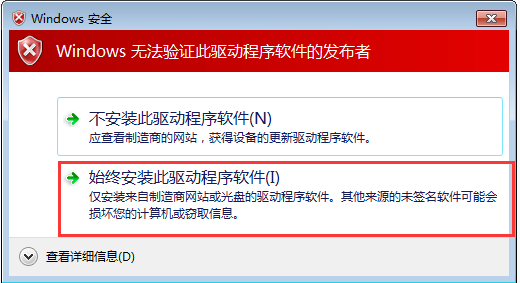 Windows 安全
Windows 无法验证此驱动程序软件的发布者
不安装此驱动程序软件(N)
应查看制造商的网站，获得设备的更新驱动程序软件。
始终安装此驱动程序软件(I)
仅安装来自制造商网站或光盘的驱动程序软件。其他来源的未签名软件可能会
损坏您的计算机或窃取信息。
查看详细信息(D)